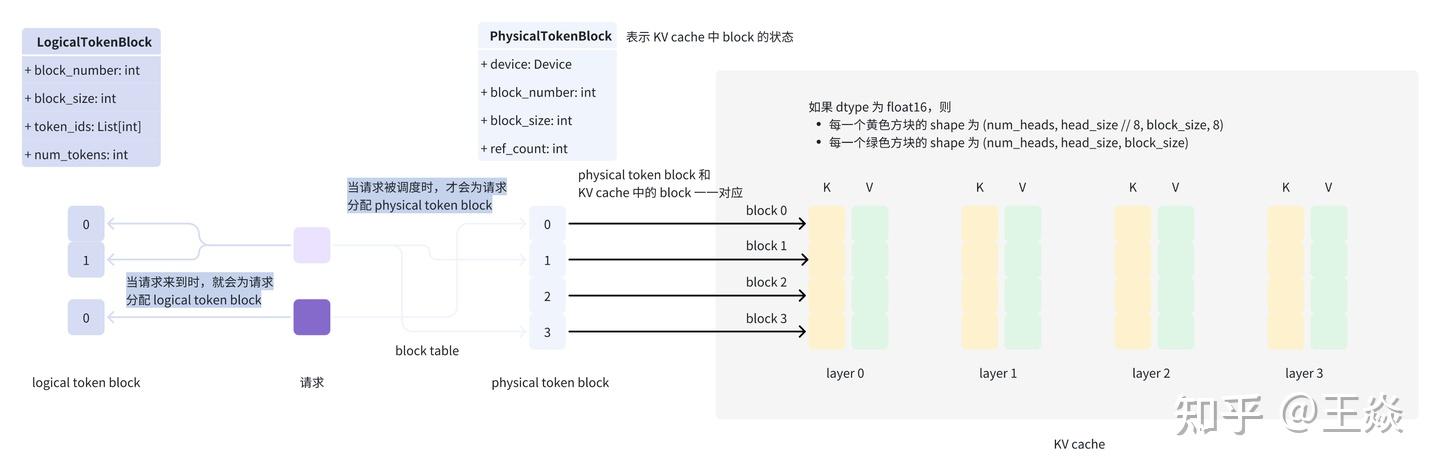 LogicalTokenBlock
+ block_number: int
+ block_size: int
+ token_ids: List[int]
+ num_tokens: int
PhysicalTokenBlock
表示 KV cache 中 block 的状态
+ device: Device
+ block_number: int
+ block_size: int
+ ref_count: int
如果 dtype 为 float16，则
• 每一个黄色方块的 shape 为 (num_heads, head_size // 8, block_size, 8)
• 每一个绿色方块的 shape 为 (num_heads, head_size, block_size)
当请求被调度时，才会为请求
分配 physical token block
physical token block 和
KV cache 中的 block 一一对应
K V K V K V K V
0
1
当请求来到时，就会为请求
分配 logical token block
0
0
1
2
3
block 0
block 1
block 2
block 3
block table
logical token block
请求
physical token block
layer 0
layer 1
layer 2
layer 3
知乎 @王焱
KV cache